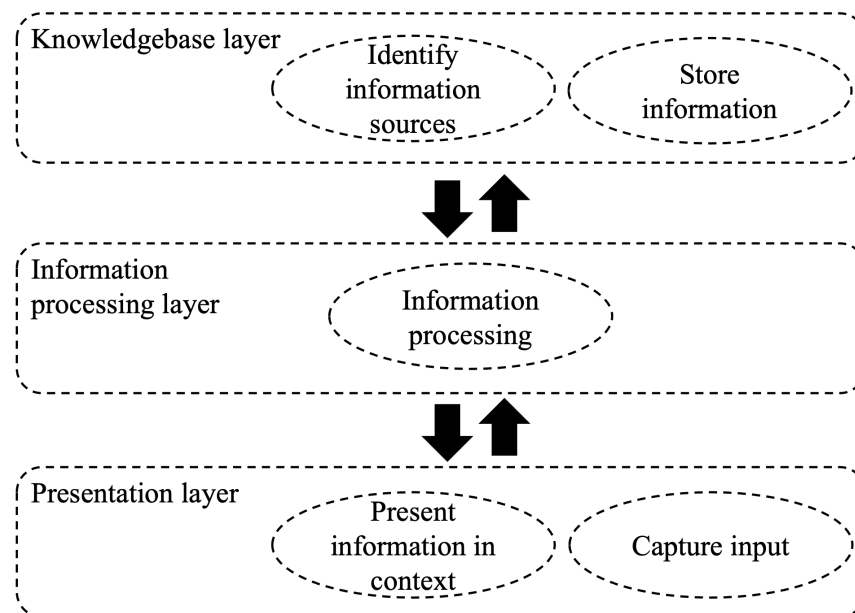 Knowledgebase layer
Identify
information
sources
Store
information
Information
processing layer
Information
processing
Presentation layer
Present
information in
context
Capture input